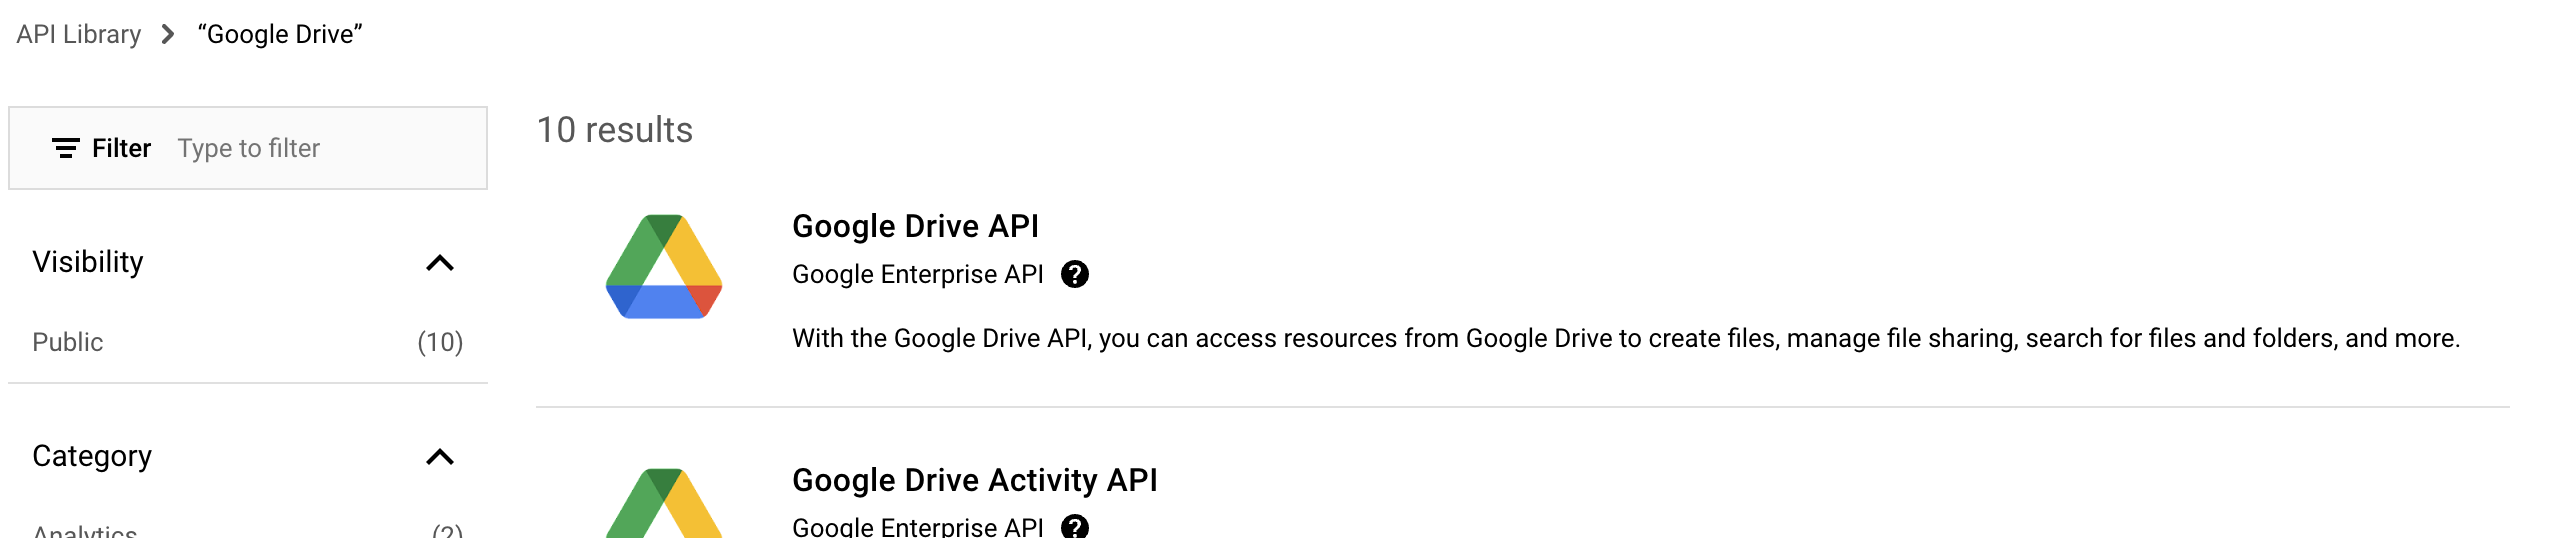 API Library > “Google Drive”
Filter Type to filter
10 results
Visibility
Public (10)
Category
Analytics (2)
Google Drive API
Google Enterprise API ?
With the Google Drive API, you can access resources from Google Drive to create files, manage file sharing, search for files and folders, and more.
Google Drive Activity API
Google Enterprise API ?